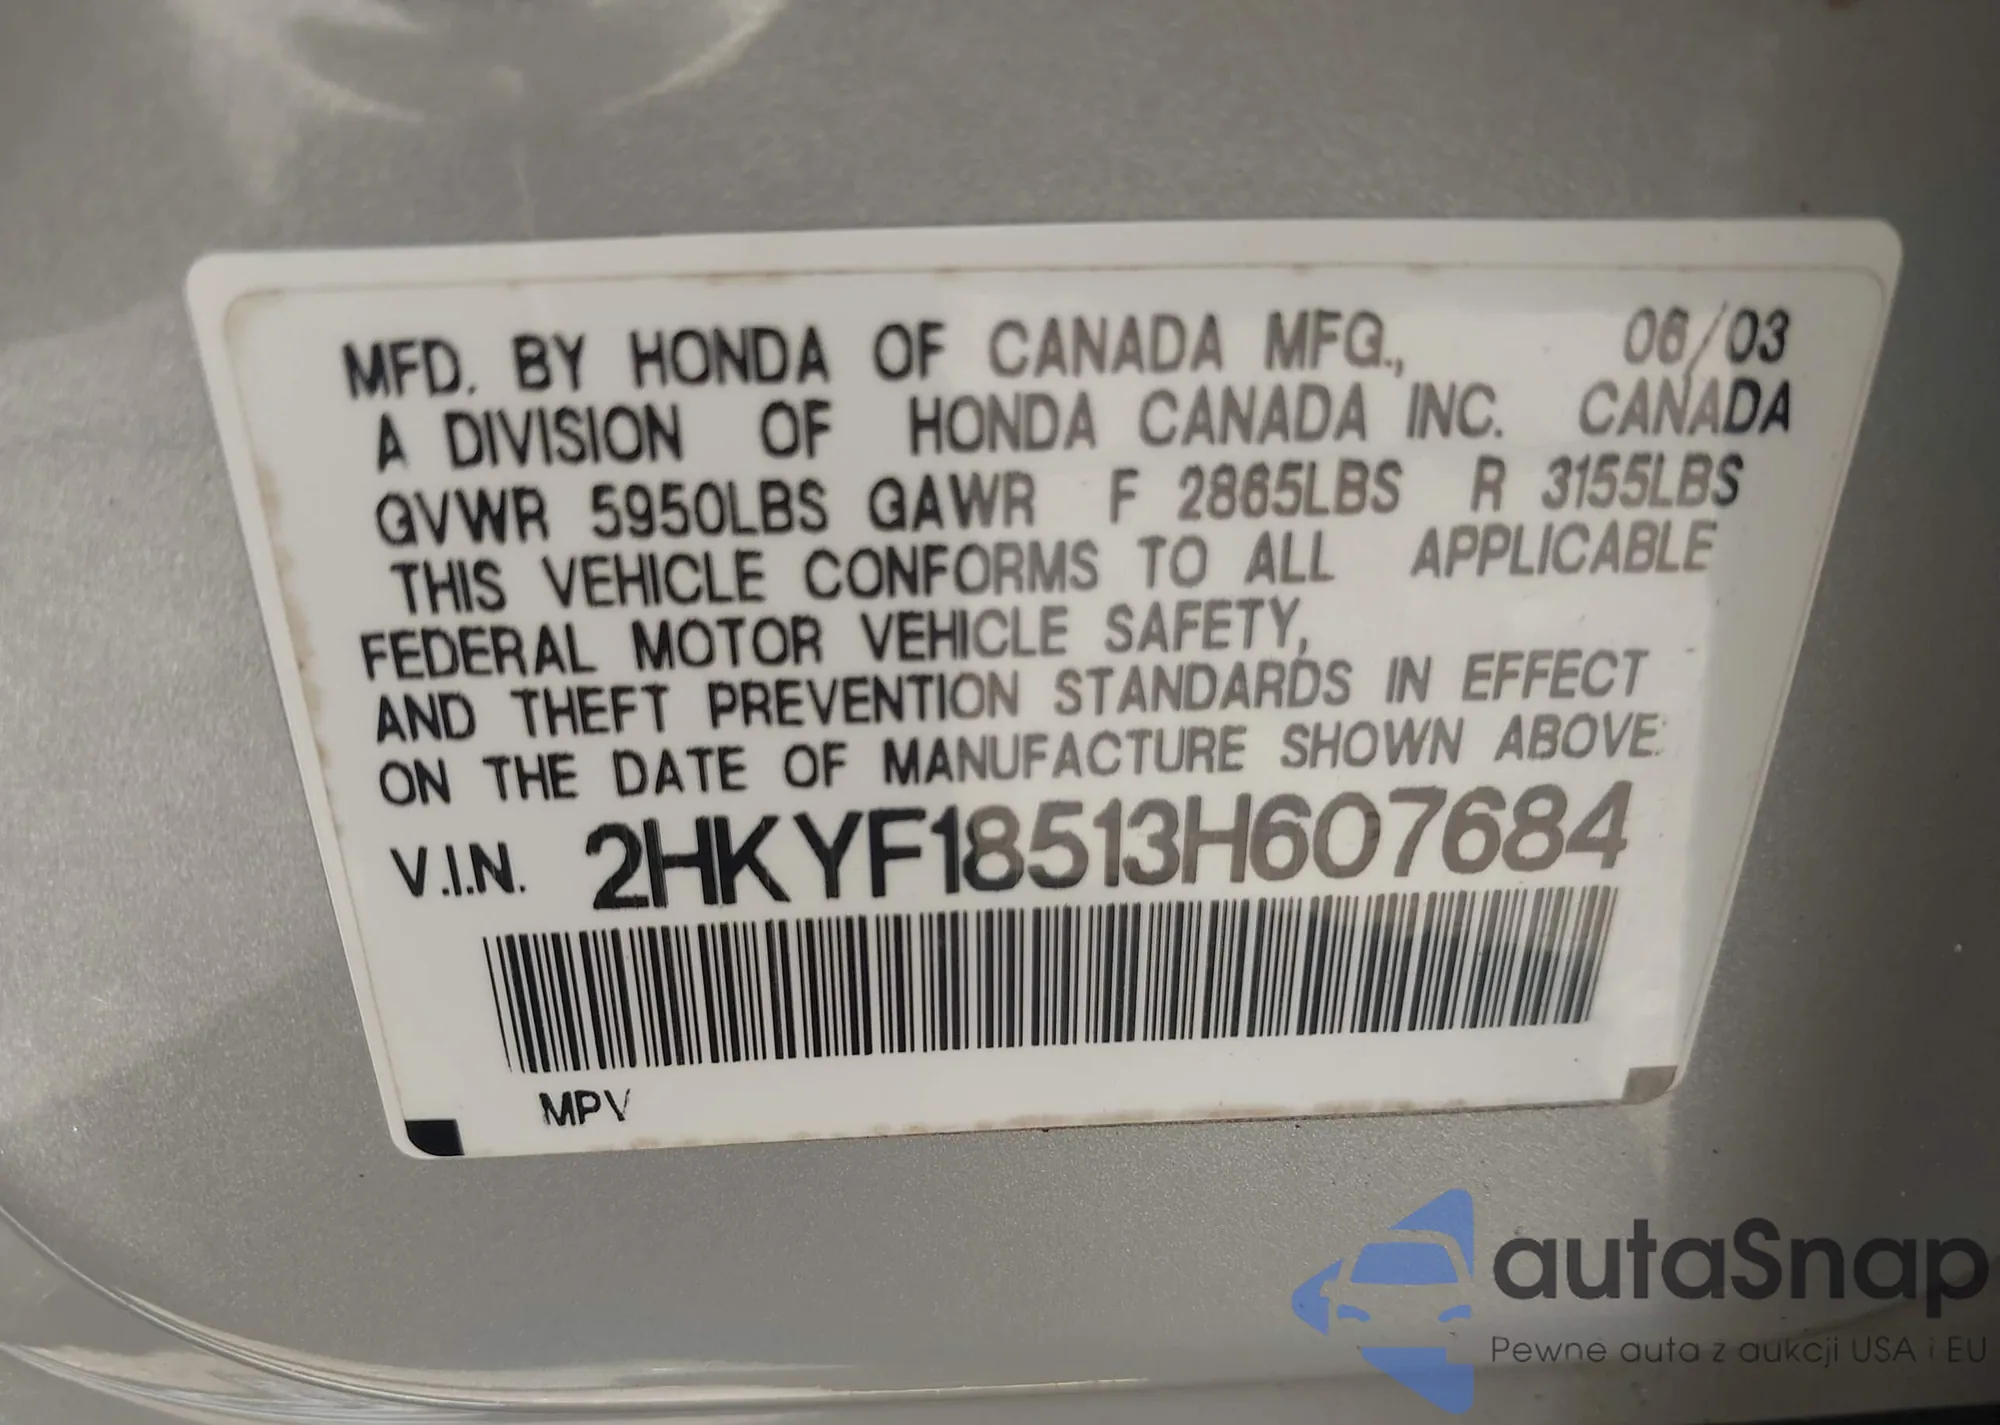 MFD. BY HONDA OF CANADA MFG., 06/03
A DIVISION OF HONDA CANADA INC. CANADA
GVWR 5950LBS GAWR F 2865LBS R 3155LBS
THIS VEHICLE CONFORMS TO ALL APPLICABLE
FEDERAL MOTOR VEHICLE SAFETY,
AND THEFT PREVENTION STANDARDS IN EFFECT
ON THE DATE OF MANUFACTURE SHOWN ABOVE:
V.I.N. 2HKYF18513H607684
MPV
autaSnap
Pewne auta z aukcji USA i EU